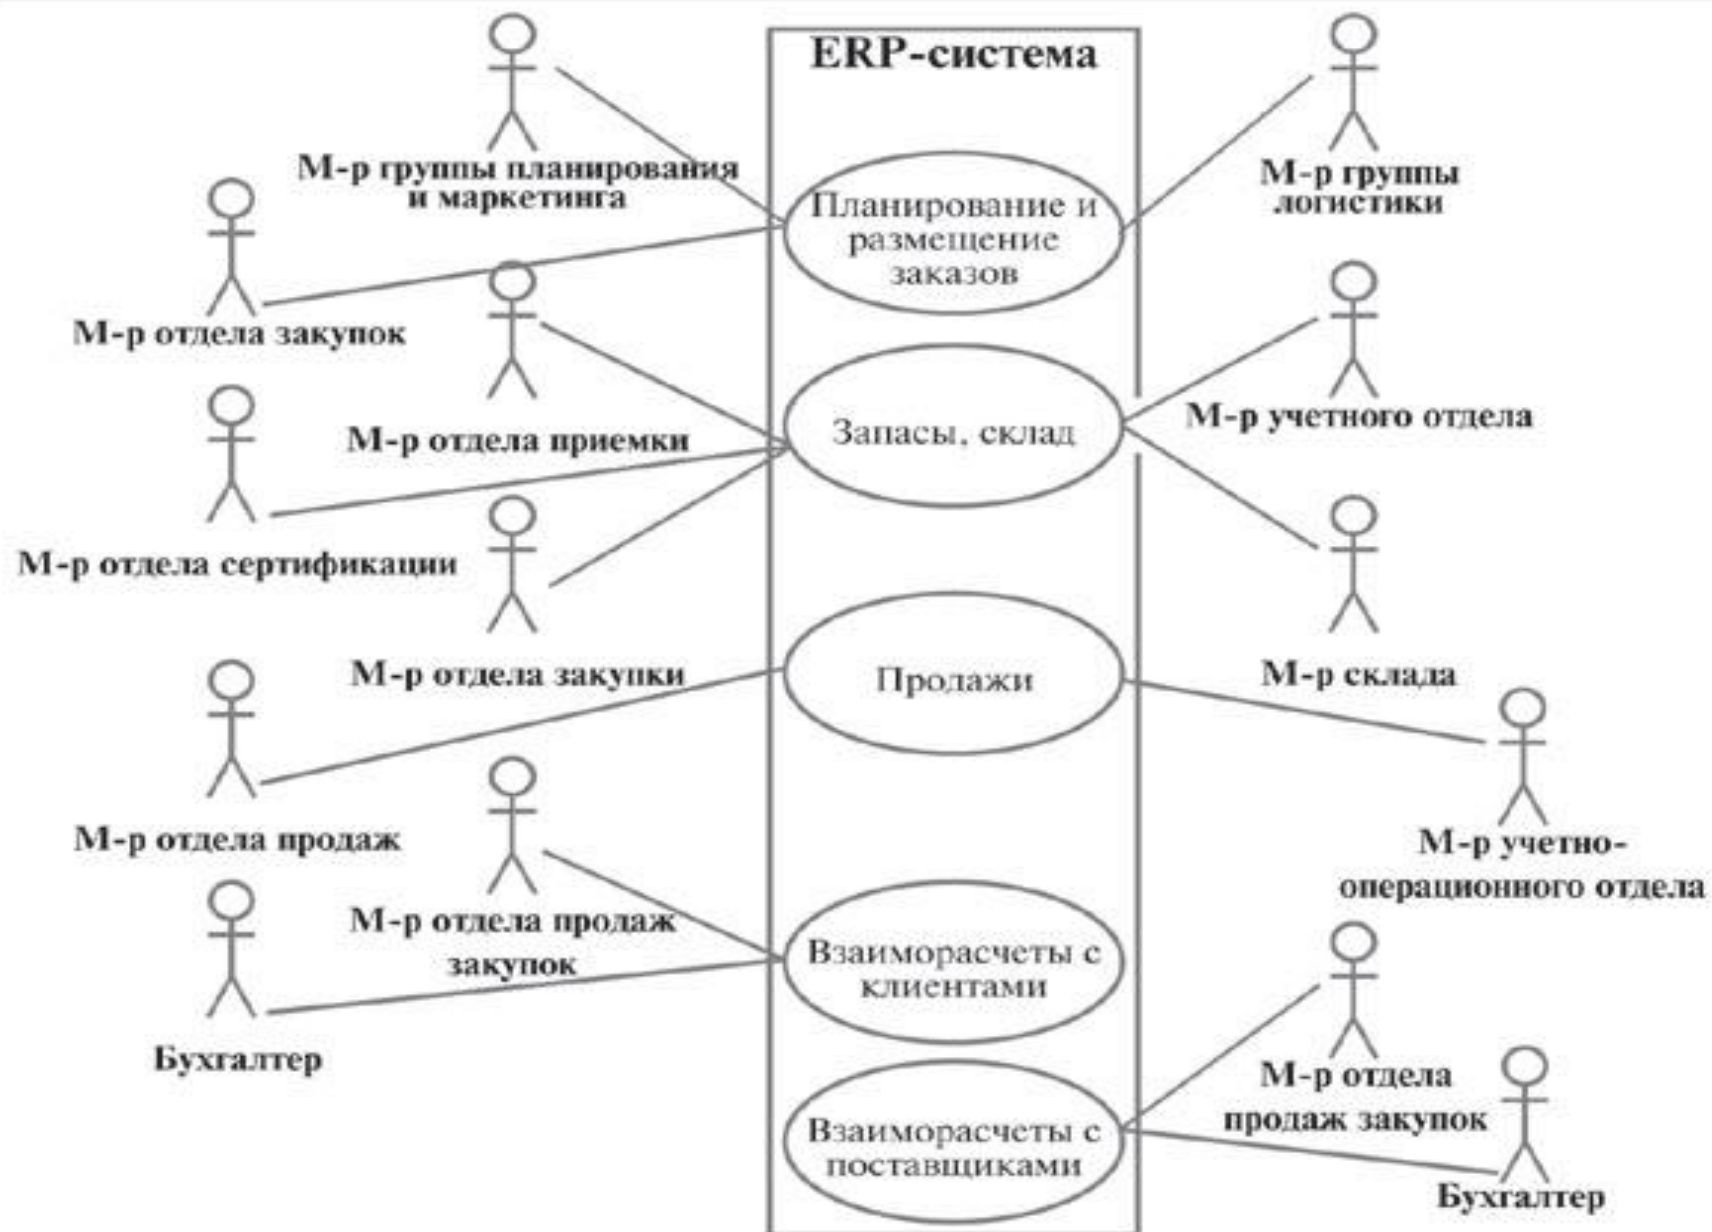 ERP-система
М-р группы планирования
и маркетинга
Планирование и
размещение
заказов
М-р группы
логистики
М-р отдела закупок
М-р отдела приемки
Запасы, склад
М-р учетного отдела
М-р отдела сертификации
М-р отдела закупки
Продажи
М-р склада
М-р отдела продаж
М-р учетно-
операционного отдела
М-р отдела продаж
закупок
Взаиморасчеты с
клиентами
Бухгалтер
М-р отдела
продаж закупок
Взаиморасчеты с
поставщиками
Бухгалтер